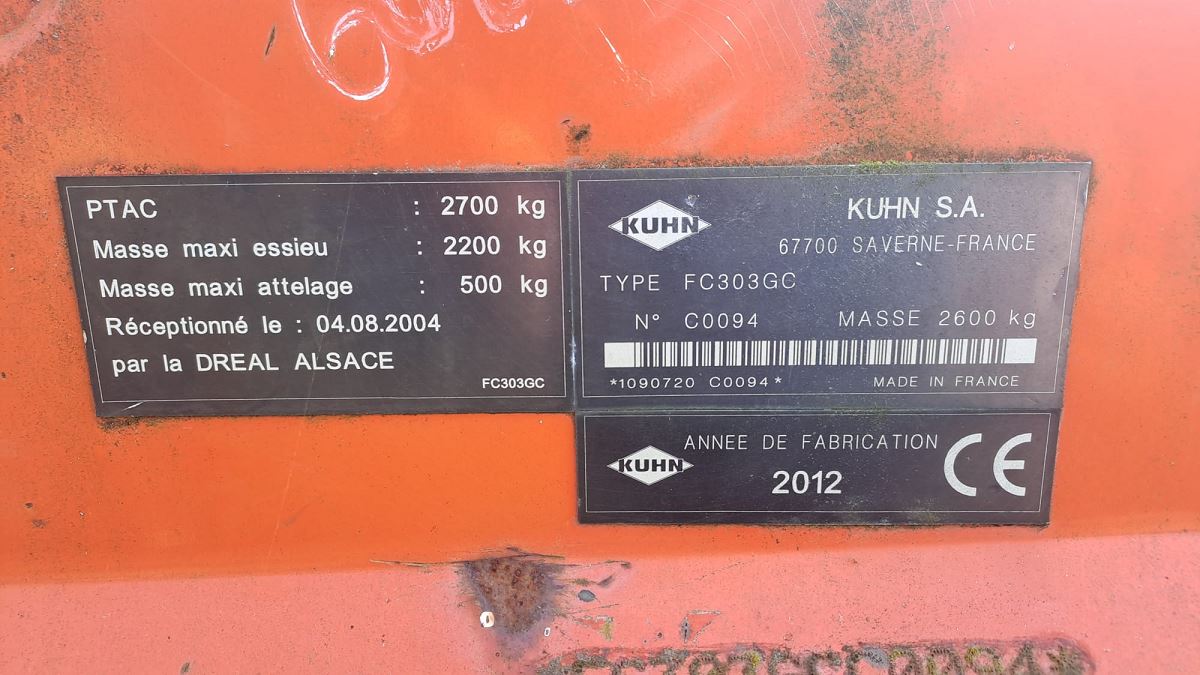 PTAC : 2700 kg
Masse maxi essieu : 2200 kg
Masse maxi attelage : 500 kg
Réceptionné le : 04.08.2004
par la DREAL ALSACE
FC303GC
KUHN
KUHN S.A.
67700 SAVERNE-FRANCE
TYPE FC303GC
N° C0094 MASSE 2600 kg
*1090720 C0094*
MADE IN FRANCE
KUHN
ANNEE DE FABRICATION
2012
CE